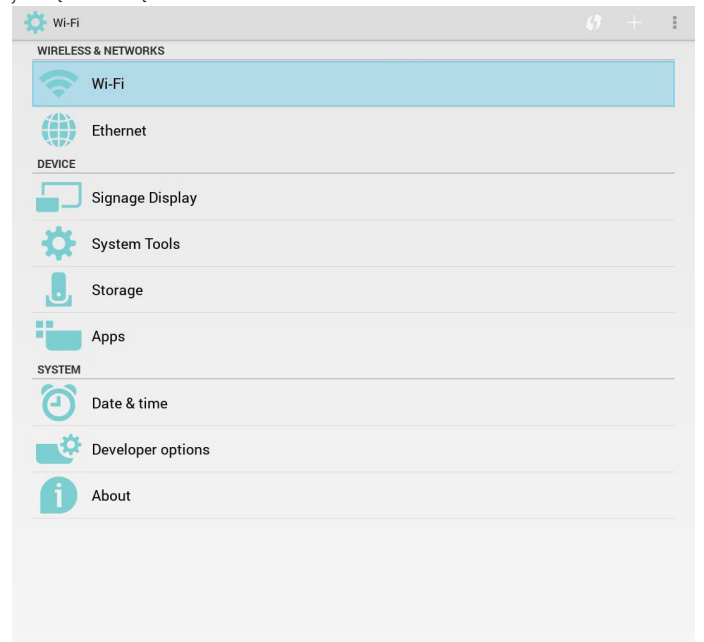 Wi-Fi
WIRELESS & NETWORKS
Wi-Fi
Ethernet
DEVICE
Signage Display
System Tools
Storage
Apps
SYSTEM
Date & time
Developer options
About